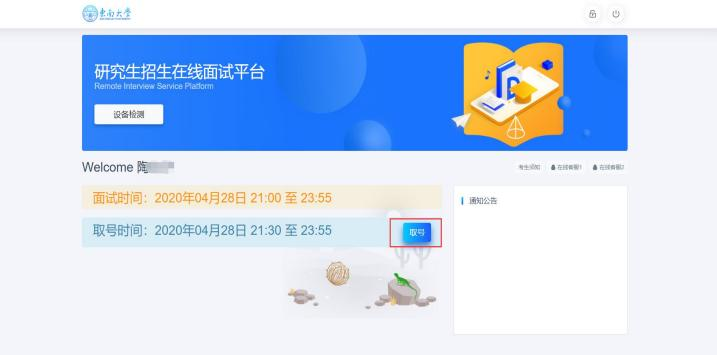 東南大學
研究生招生在线面试平台
Remote Interview Service Platform
设备检测
Welcome 陶
考生须知 在线客服1 在线客服2
面试时间：2020年04月28日 21:00 至 23:55
通知公告
取号时间：2020年04月28日 21:30 至 23:55 取号